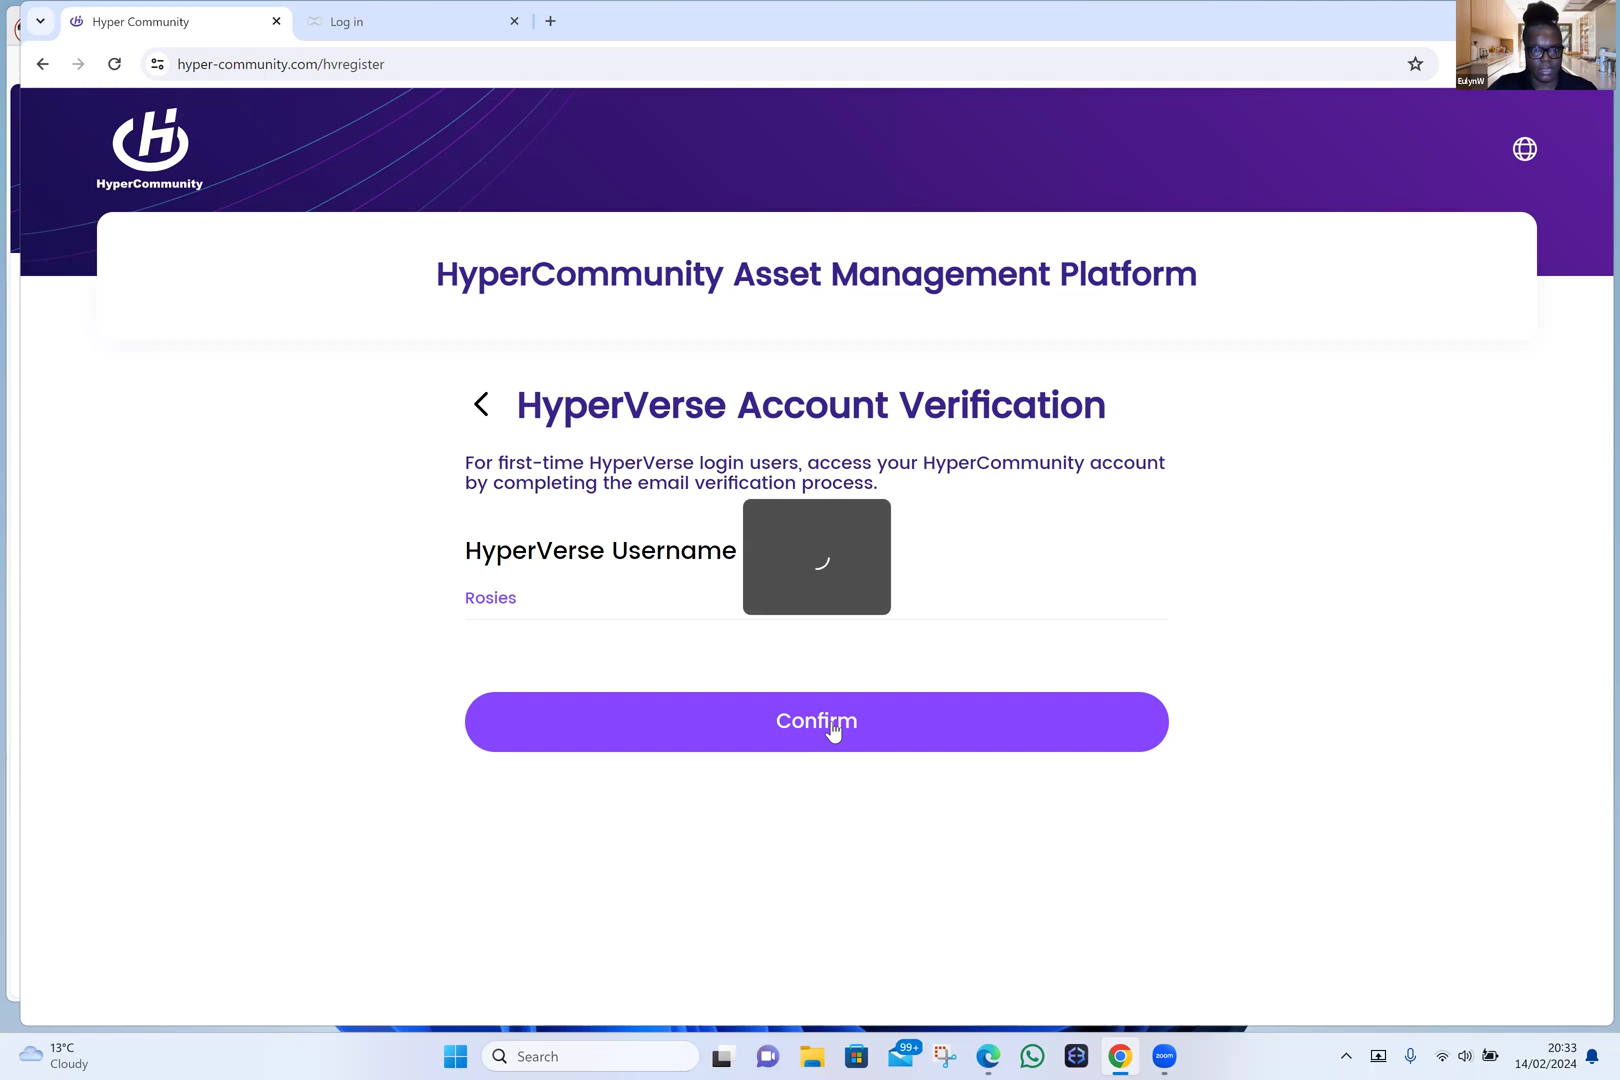 Hyper Community
Log in
hyper-community.com/hvregister
EulynW
HyperCommunity
HyperCommunity Asset Management Platform
HyperVerse Account Verification
For first-time HyperVerse login users, access your HyperCommunity account
by completing the email verification process.
HyperVerse Username
Rosies
Confirm
13°C
Cloudy
Search
99+
zoom
20:33
14/02/2024